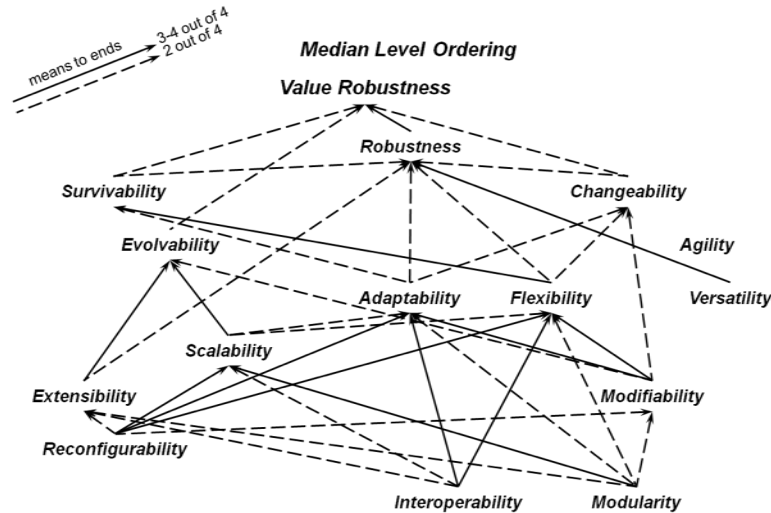 means to ends
3-4 out of 4
2 out of 4
Median Level Ordering
Value Robustness
Robustness
Survivability
Changeability
Evolvability
Agility
Adaptability
Flexibility
Versatility
Scalability
Extensibility
Modifiability
Reconfigurability
Interoperability
Modularity